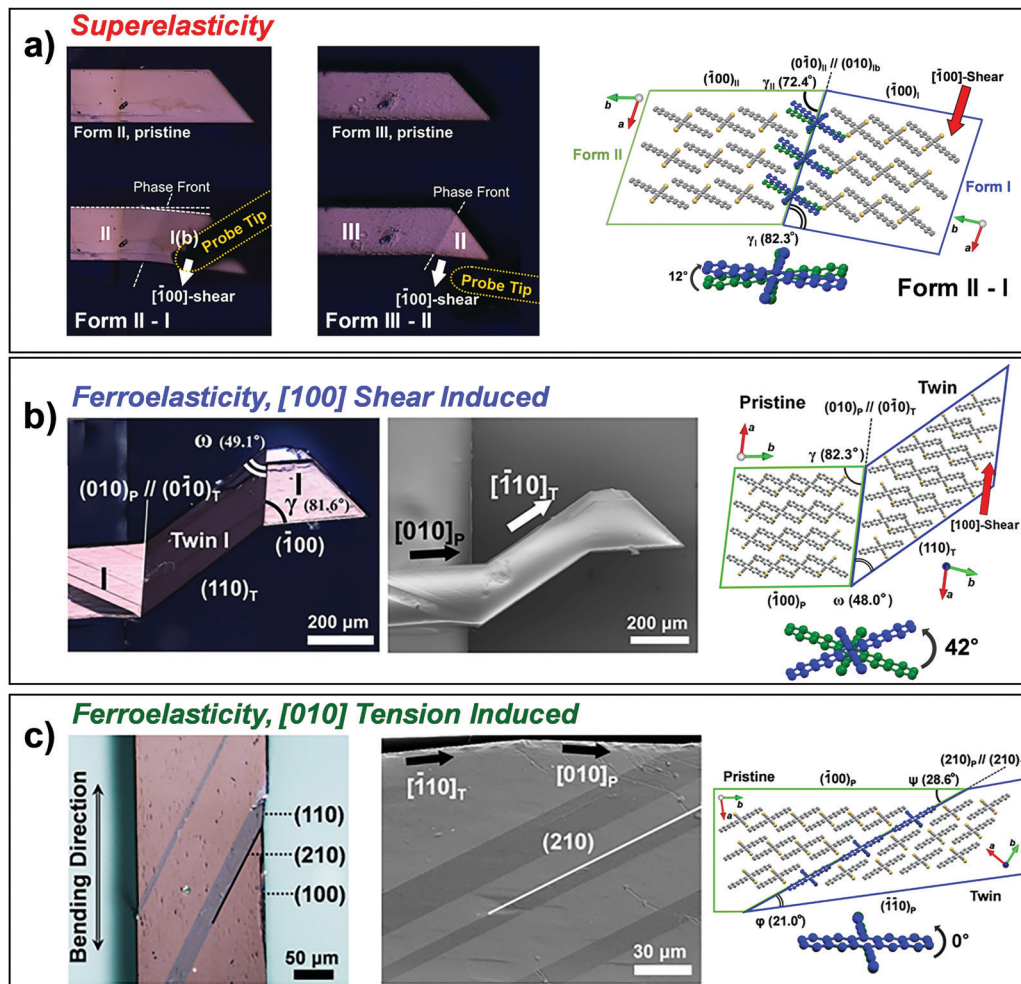 a)
Superelasticity
Form II, pristine
Phase Front
II
I(b)
Probe Tip
[1̄00]-shear
Form II - I
Form III, pristine
Phase Front
III
II
Probe Tip
[1̄00]-shear
Form III - II
(1̄00)II
γII (72.4°)
(01̄0)II // (010)Ib
(1̄00)I
[1̄00]-Shear
b
a
Form II
Form I
b
a
γI (82.3°)
12°
Form II - I
b)
Ferroelasticity, [100] Shear Induced
ω (49.1°)
(010)P // (01̄0)T
I
γ (81.6°)
Twin I
(1̄00)
I
(110)T
200 μm
[1̄10]T
[010]P
200 μm
Twin
Pristine
(010)P // (01̄0)T
a
b
γ (82.3°)
[100]-Shear
(110)T
b
a
(1̄00)P
ω (48.0°)
42°
c)
Ferroelasticity, [010] Tension Induced
Bending Direction
(110)
(210)
(100)
50 μm
[1̄10]T
[010]P
(210)
30 μm
(210)P // (210)
Pristine
(1̄00)P
ψ (28.6°)
b
a
a
b
φ (21.0°)
(1̄1̄0)P
Twin
0°